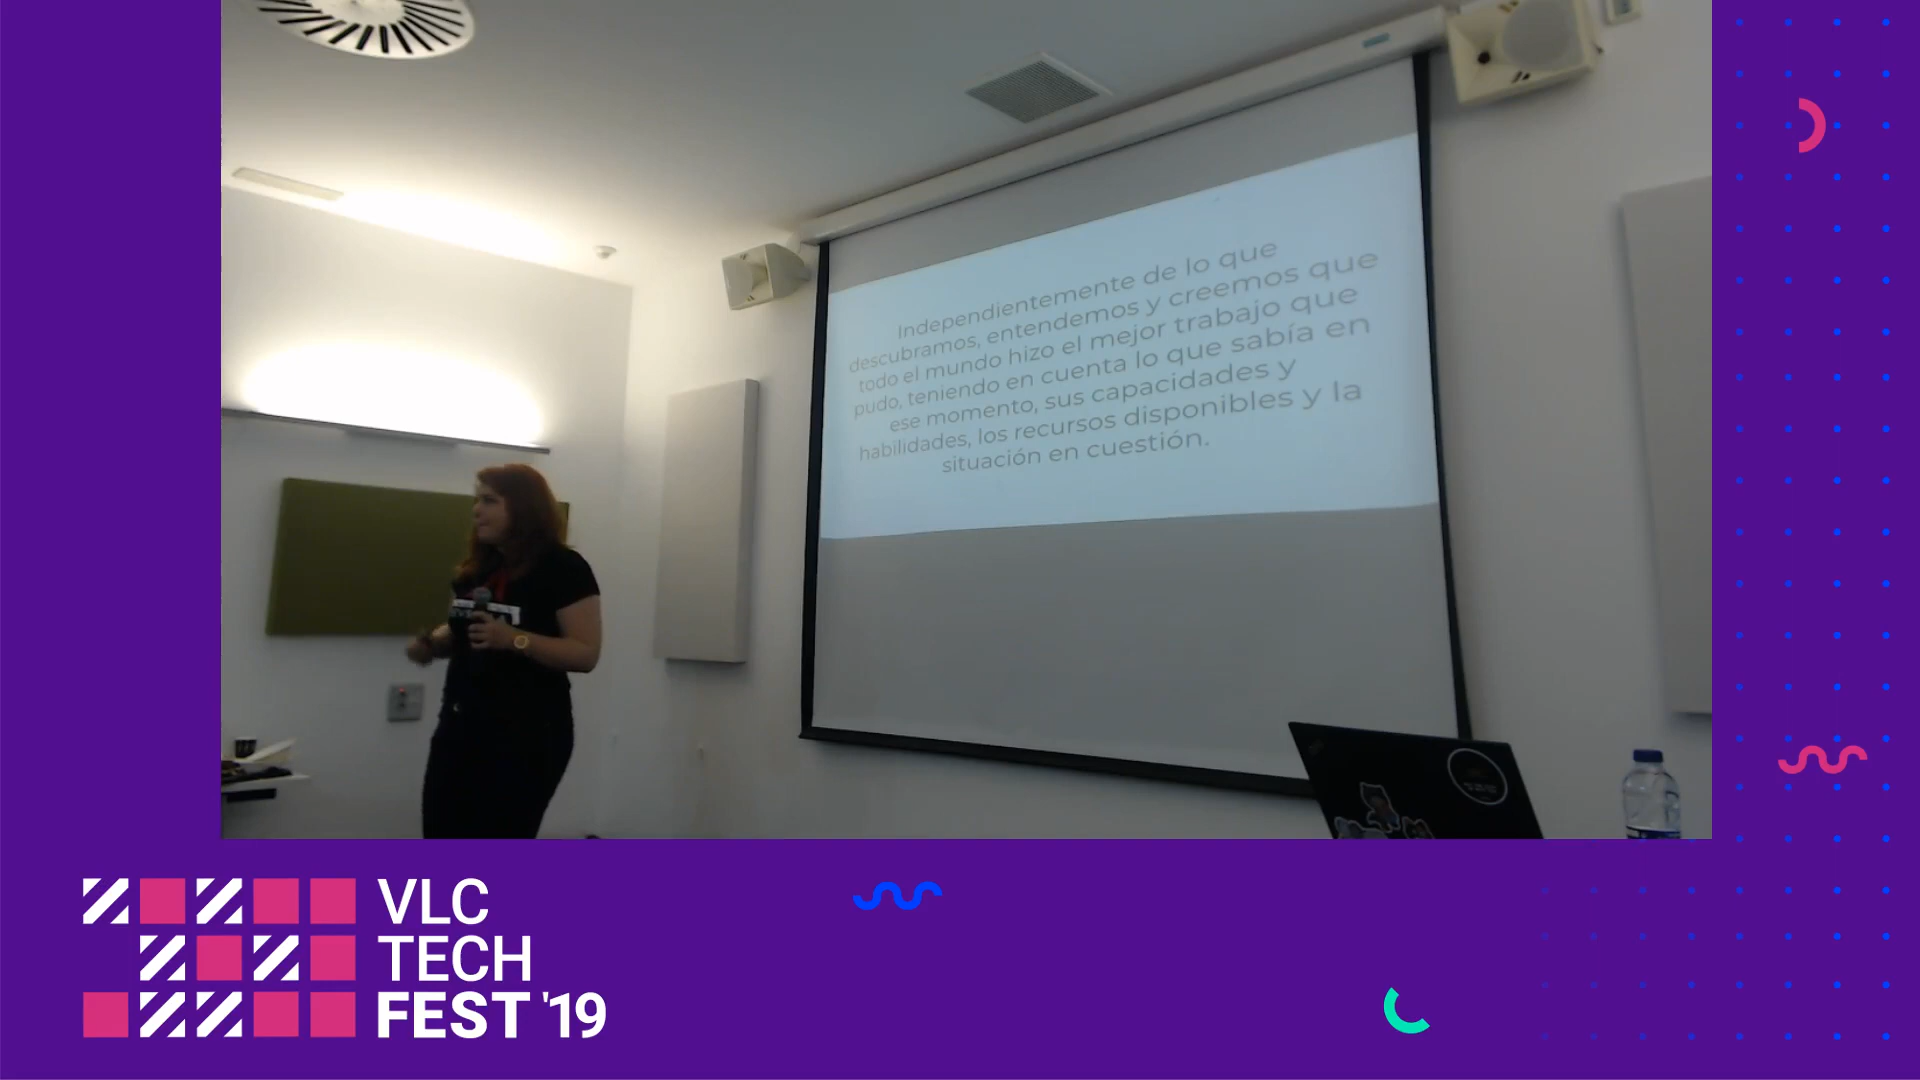 Independientemente de lo que
descubramos, entendemos y creemos que
todo el mundo hizo el mejor trabajo que
pudo, teniendo en cuenta lo que sabía en
ese momento, sus capacidades y
habilidades, los recursos disponibles y la
situación en cuestión.
VLC
TECH
FEST '19